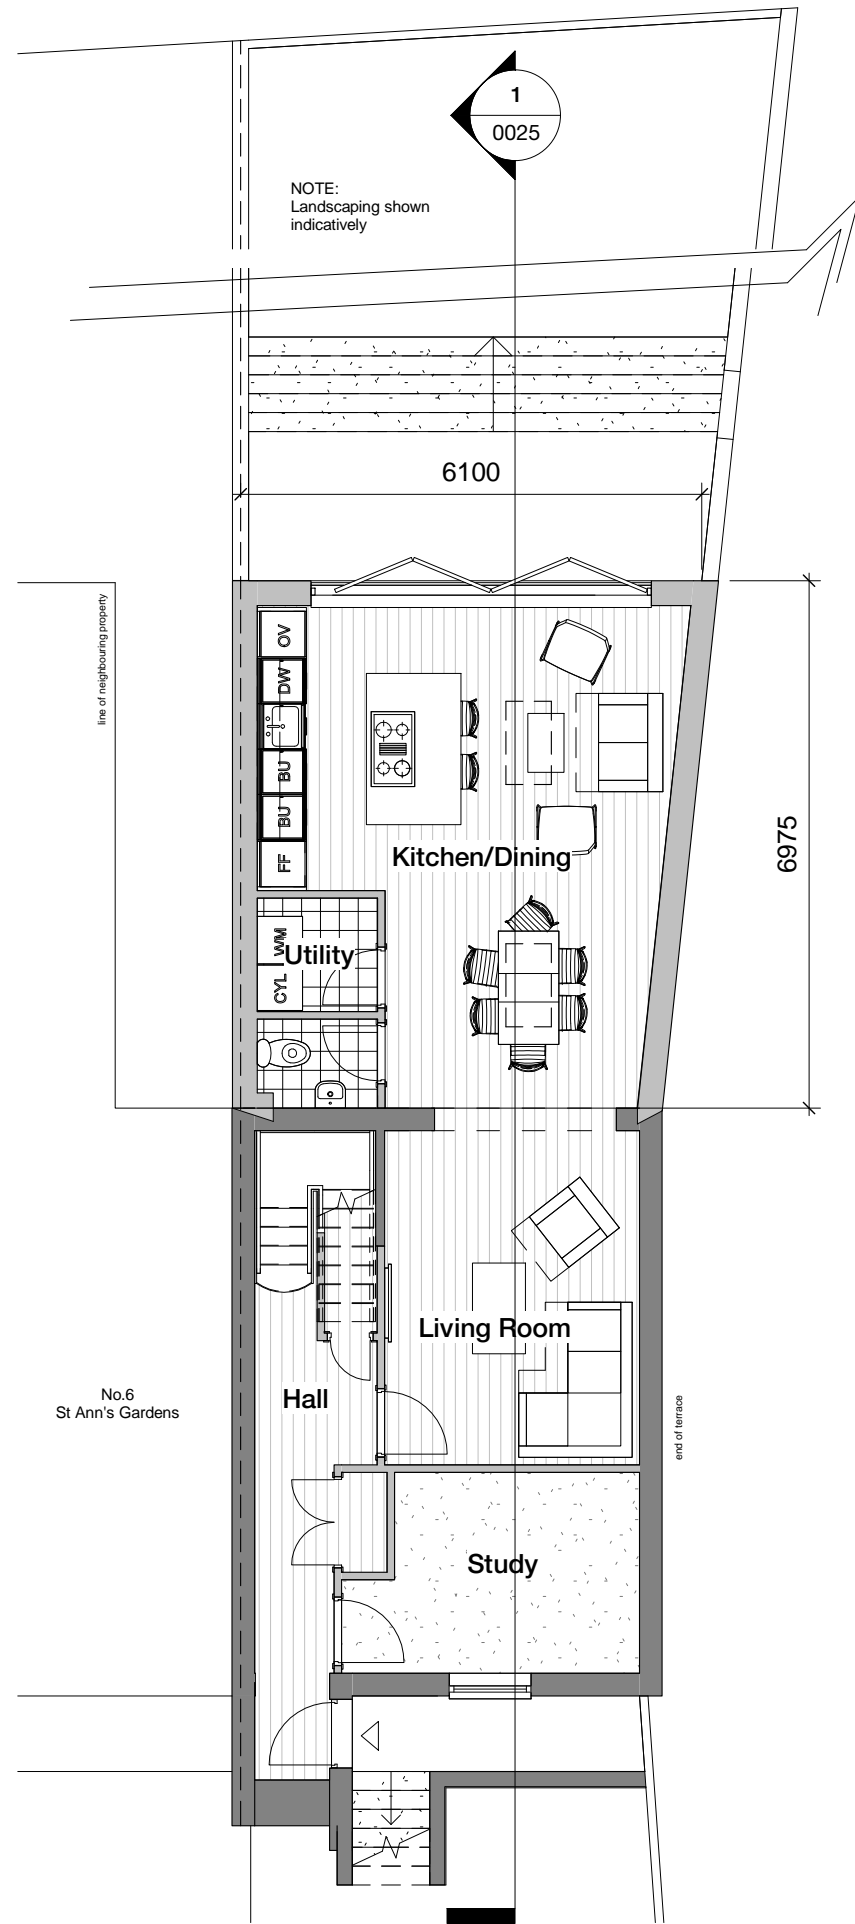 1
0025
NOTE:
Landscaping shown
indicatively
6100
line of neighbouring property
OV
DW
BU
BU
FF
6975
Kitchen/Dining
WM
Utility
CYL
Living Room
No.6
St Ann's Gardens
Hall
end of terrace
Study